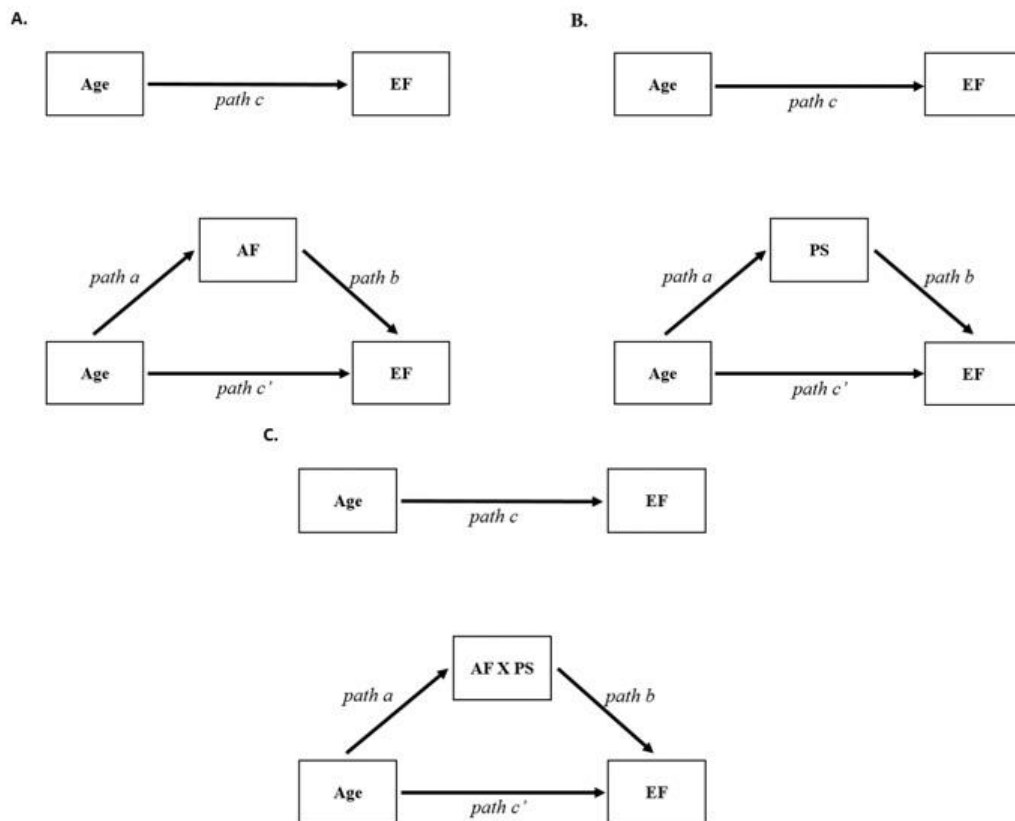 A.
Age
EF
path c
AF
path a
path b
Age
EF
path c'
B.
Age
EF
path c
PS
path a
path b
Age
EF
path c'
C.
Age
EF
path c
AF X PS
path a
path b
Age
EF
path c'